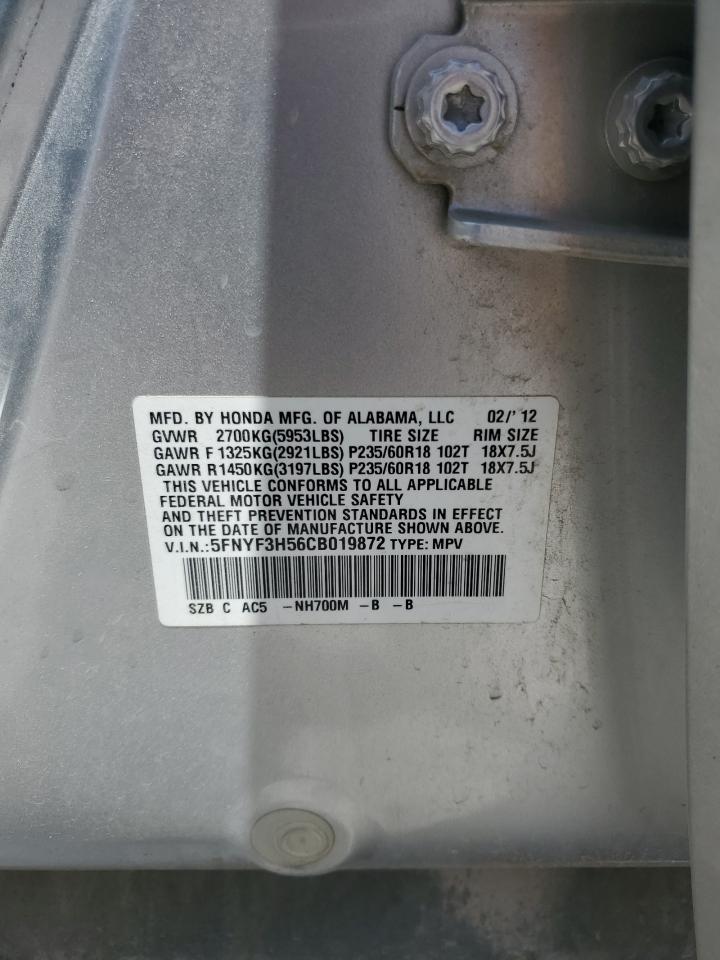 MFD. BY HONDA MFG. OF ALABAMA, LLC 02/'12
GVWR 2700KG(5953LBS) TIRE SIZE RIM SIZE
GAWR F 1325KG(2921LBS) P235/60R18 102T 18X7.5J
GAWR R 1450KG(3197LBS) P235/60R18 102T 18X7.5J
THIS VEHICLE CONFORMS TO ALL APPLICABLE
FEDERAL MOTOR VEHICLE SAFETY
AND THEFT PREVENTION STANDARDS IN EFFECT
ON THE DATE OF MANUFACTURE SHOWN ABOVE.
V.I.N.:5FNYF3H56CB019872 TYPE: MPV
SZB C AC5 -NH700M -B -B